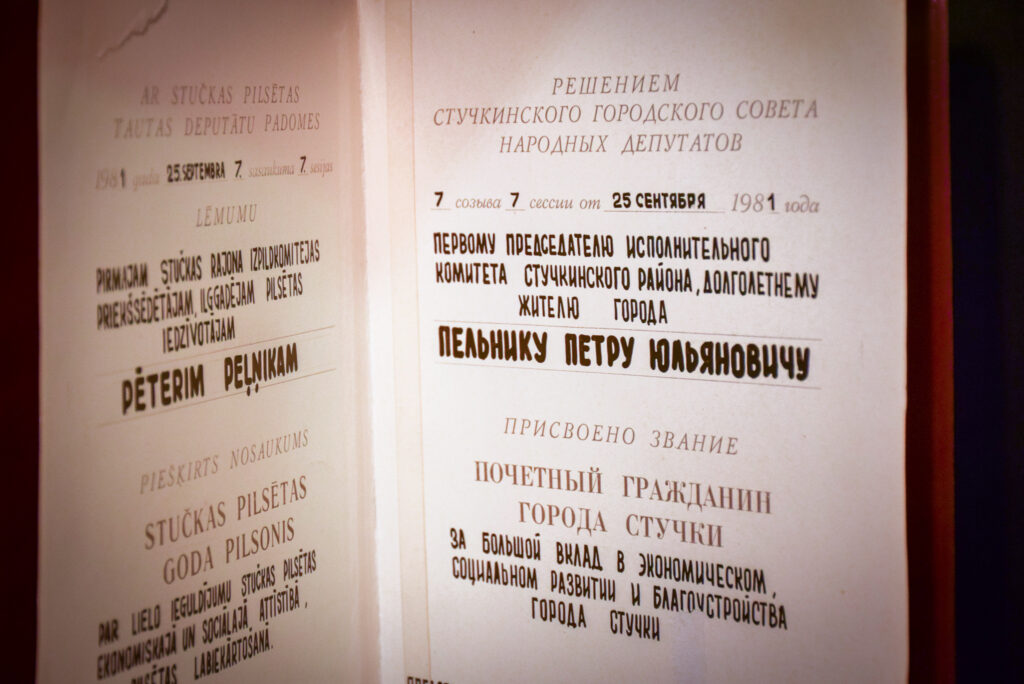 AR STUČKAS PILSĒTAS
TAUTAS DEPUTĀTU PADOMES
1981 gada 25. SEPTEMBRA 7. sasaukuma 7. sesijas
LĒMUMU
PIRMAJAM STUČKAS RAJONA IZPILDKOMITEJAS
PRIEKŠSĒDĒTĀJAM, ILGGADĒJAM PILSĒTAS
IEDZĪVOTĀJAM
PĒTERIM PEĻŅIKAM
PIEŠĶIRTS NOSAUKUMS
STUČKAS PILSĒTAS
GODA PILSONIS
PAR LIELO IEGULDĪJUMU STUČKAS PILSĒTAS
EKONOMISKAJĀ UN SOCIĀLAJĀ ATTĪSTĪBĀ,
PILSĒTAS LABIEKĀRTOŠANĀ.
РЕШЕНИЕМ
СТУЧКИНСКОГО ГОРОДСКОГО СОВЕТА
НАРОДНЫХ ДЕПУТАТОВ
7 созыва 7 сессии от 25 СЕНТЯБРЯ 1981 года
ПЕРВОМУ ПРЕДСЕДАТЕЛЮ ИСПОЛНИТЕЛЬНОГО
КОМИТЕТА СТУЧКИНСКОГО РАЙОНА, ДОЛГОЛЕТНЕМУ
ЖИТЕЛЮ ГОРОДА
ПЕЛЬНИКУ ПЕТРУ ЮЛЬЯНОВИЧУ
ПРИСВОЕНО ЗВАНИЕ
ПОЧЕТНЫЙ ГРАЖДАНИН
ГОРОДА СТУЧКИ
ЗА БОЛЬШОЙ ВКЛАД В ЭКОНОМИЧЕСКОМ,
СОЦИАЛЬНОМ РАЗВИТИИ И БЛАГОУСТРОЙСТВА
ГОРОДА СТУЧКИ